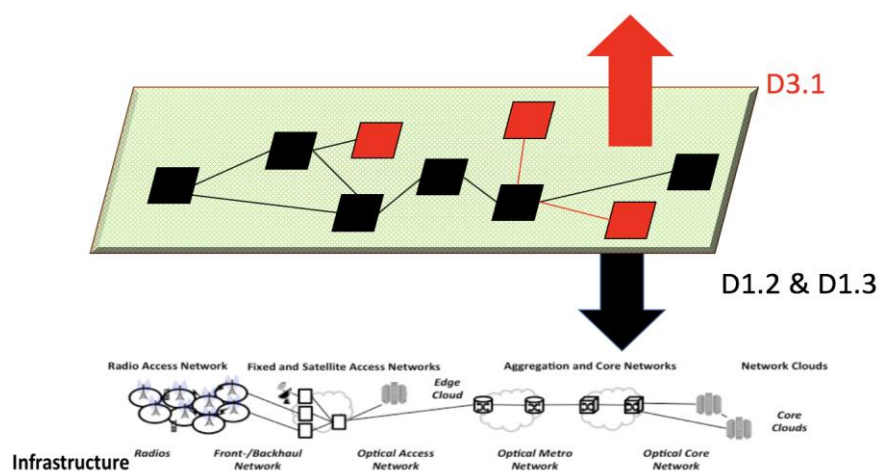 D3.1
D1.2 & D1.3
Radio Access Network
Fixed and Satellite Access Networks
Aggregation and Core Networks
Network Clouds
Edge
Cloud
Core
Clouds
Infrastructure
Radios
Front-/Backhaul
Network
Optical Access
Network
Optical Metro
Network
Optical Core
Network